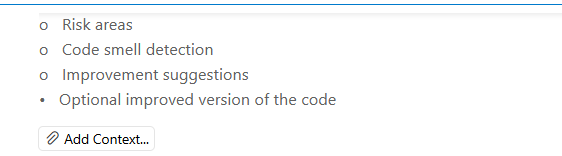 o Risk areas
o Code smell detection
o Improvement suggestions
• Optional improved version of the code
Add Context...